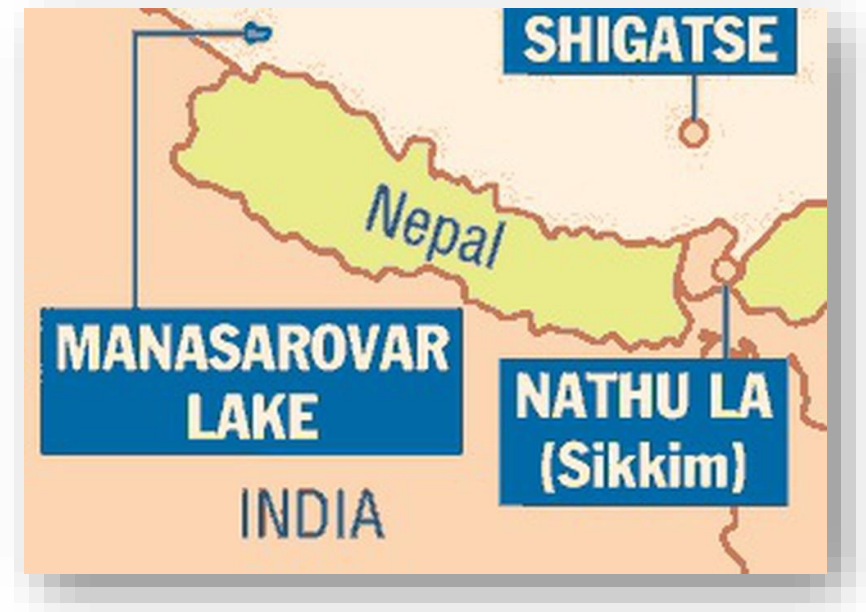 SHIGATSE
Nepal
MANASAROVAR
LAKE
NATHU LA
(Sikkim)
INDIA